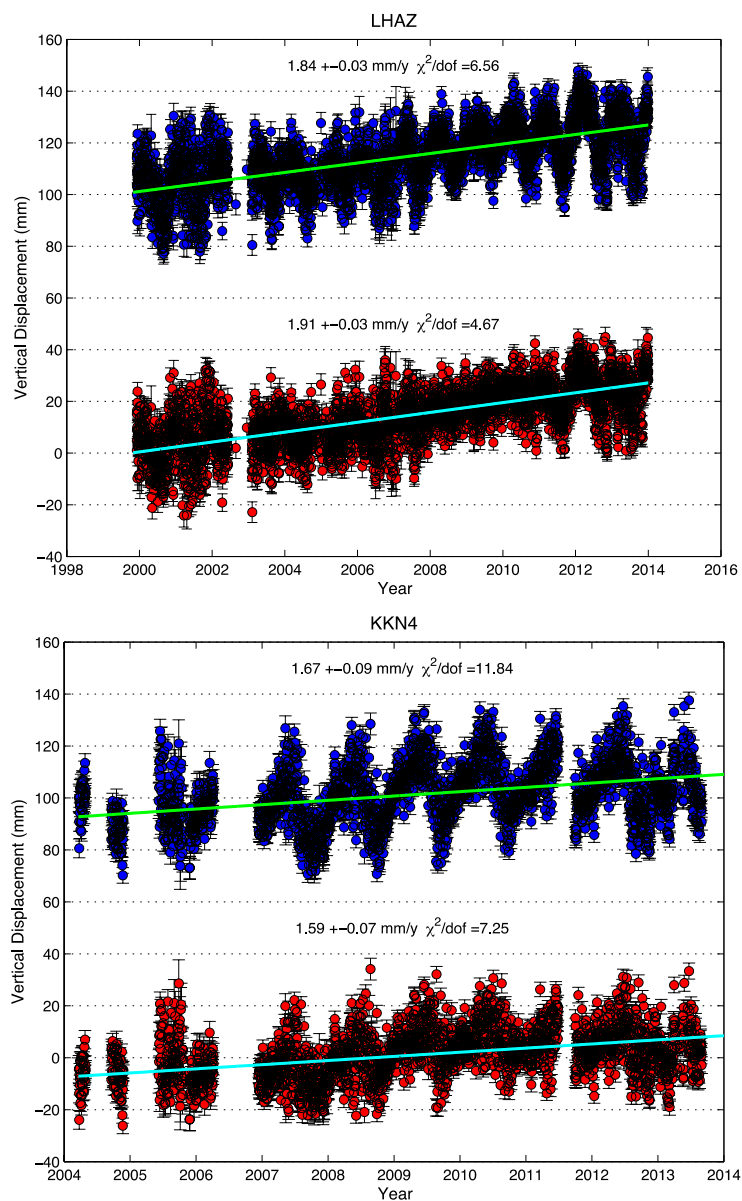 LHAZ
160
1.84 +−0.03 mm/y χ²/dof =6.56
140
120
100
80
60
1.91 +−0.03 mm/y χ²/dof =4.67
40
20
0
−20
−40
Vertical Displacement (mm)
1998 2000 2002 2004 2006 2008 2010 2012 2014 2016
Year
KKN4
160
1.67 +−0.09 mm/y χ²/dof =11.84
140
120
100
80
60
1.59 +−0.07 mm/y χ²/dof =7.25
40
20
0
−20
−40
Vertical Displacement (mm)
2004 2005 2006 2007 2008 2009 2010 2011 2012 2013 2014
Year